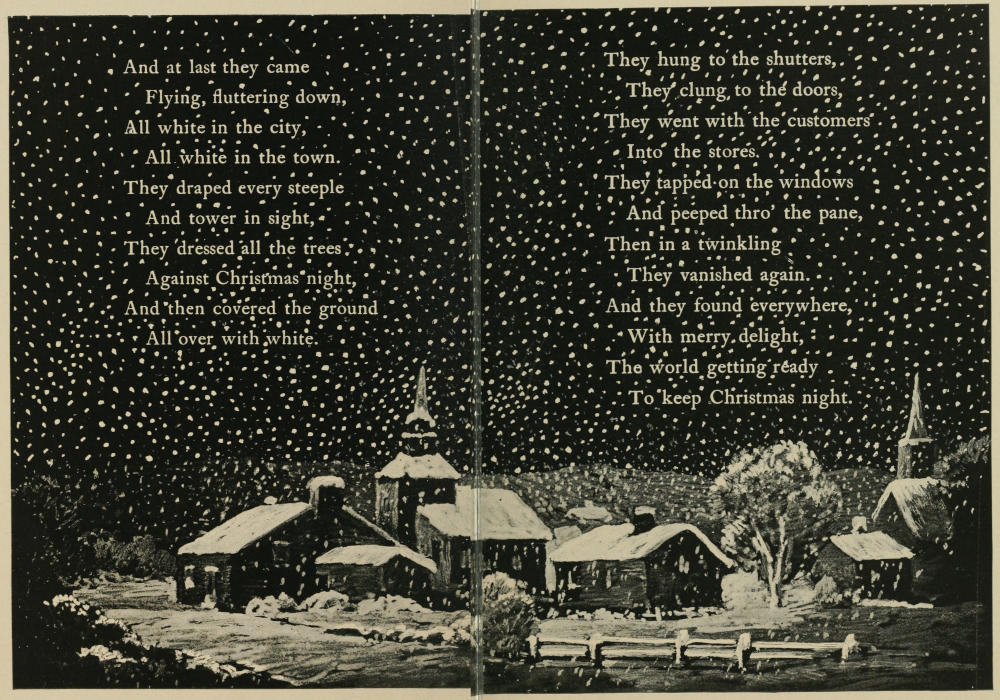 And at last they came
Flying, fluttering down,
All white in the city,
All white in the town.
They draped every steeple
And tower in sight,
They dressed all the trees
Against Christmas night,
And then covered the ground
All over with white.
They hung to the shutters,
They clung to the doors,
They went with the customers
Into the stores.
They tapped on the windows
And peeped thro' the pane,
Then in a twinkling
They vanished again.
And they found everywhere,
With merry delight,
The world getting ready
To keep Christmas night.